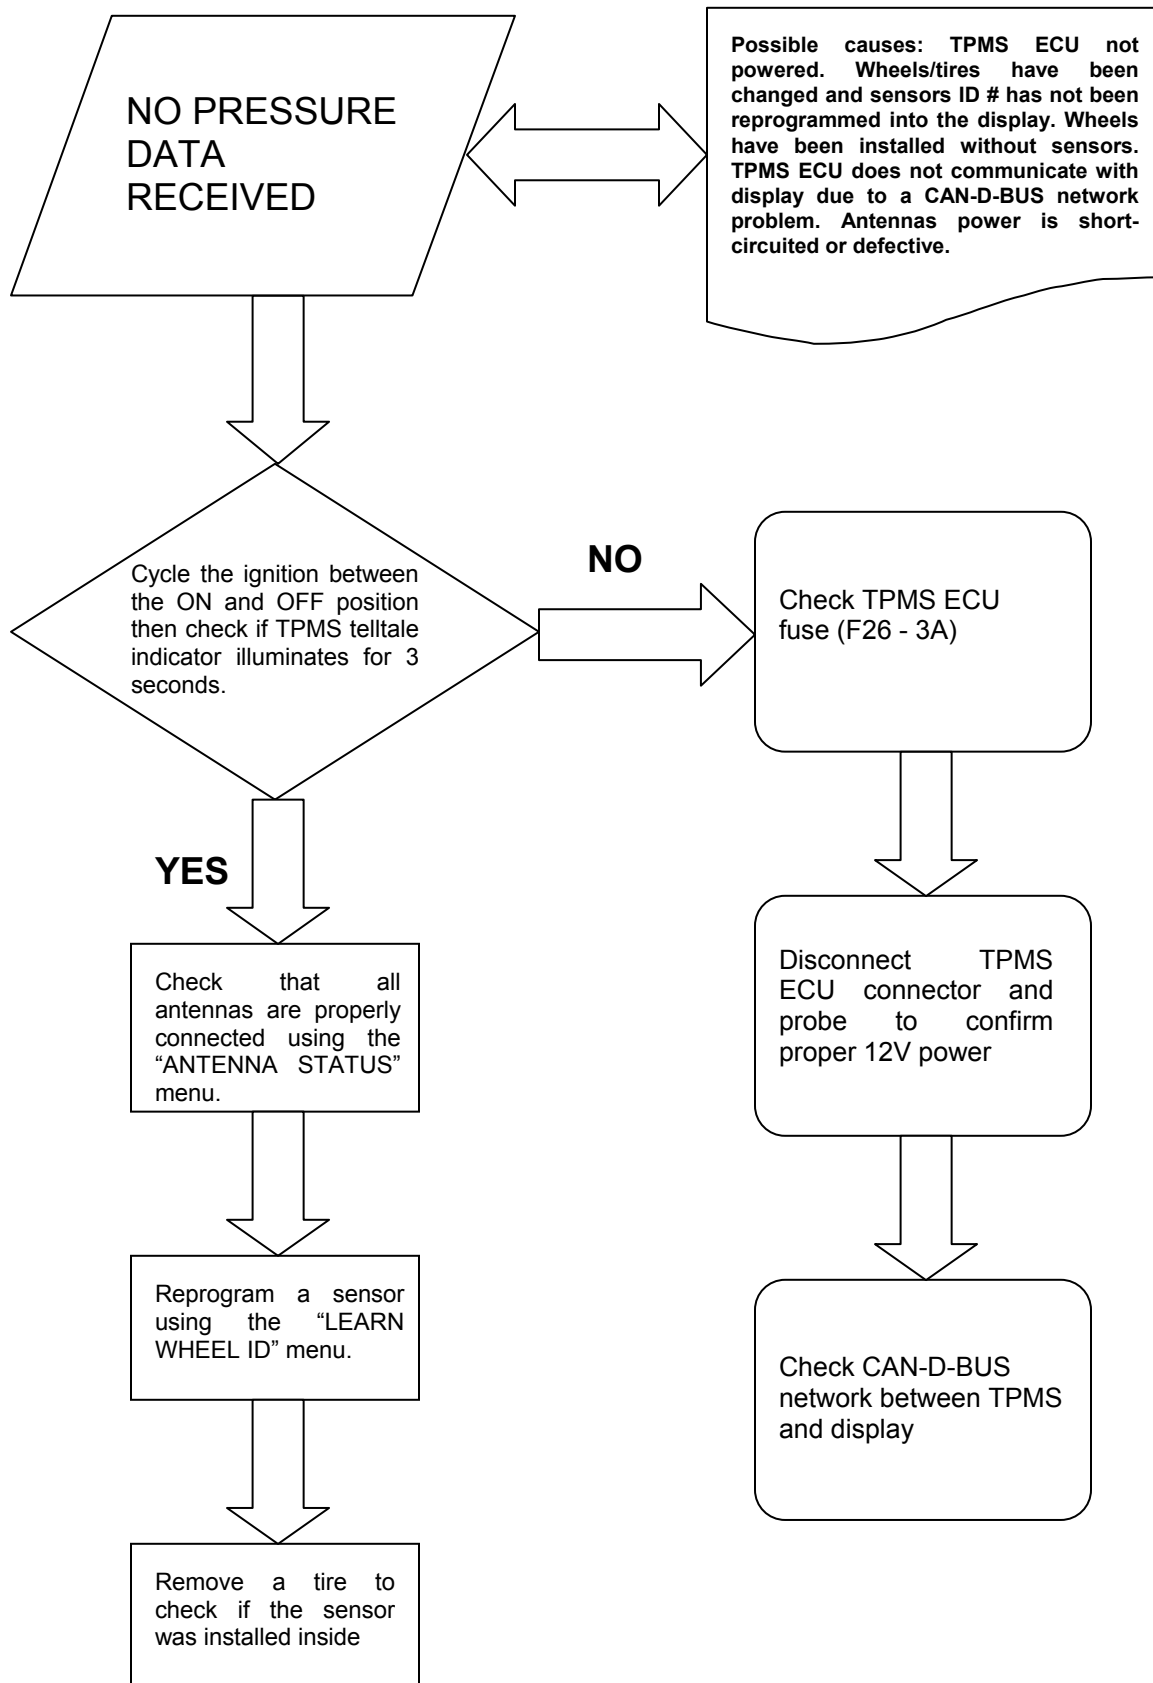 NO PRESSURE
DATA
RECEIVED
Possible causes: TPMS ECU not
powered. Wheels/tires have been
changed and sensors ID # has not been
reprogrammed into the display. Wheels
have been installed without sensors.
TPMS ECU does not communicate with
display due to a CAN-D-BUS network
problem. Antennas power is short-
circuited or defective.
Cycle the ignition between
the ON and OFF position
then check if TPMS telltale
indicator illuminates for 3
seconds.
NO
Check TPMS ECU
fuse (F26 - 3A)
YES
Check that all
antennas are properly
connected using the
“ANTENNA STATUS”
menu.
Disconnect TPMS
ECU connector and
probe to confirm
proper 12V power
Reprogram a sensor
using the “LEARN
WHEEL ID” menu.
Check CAN-D-BUS
network between TPMS
and display
Remove a tire to
check if the sensor
was installed inside